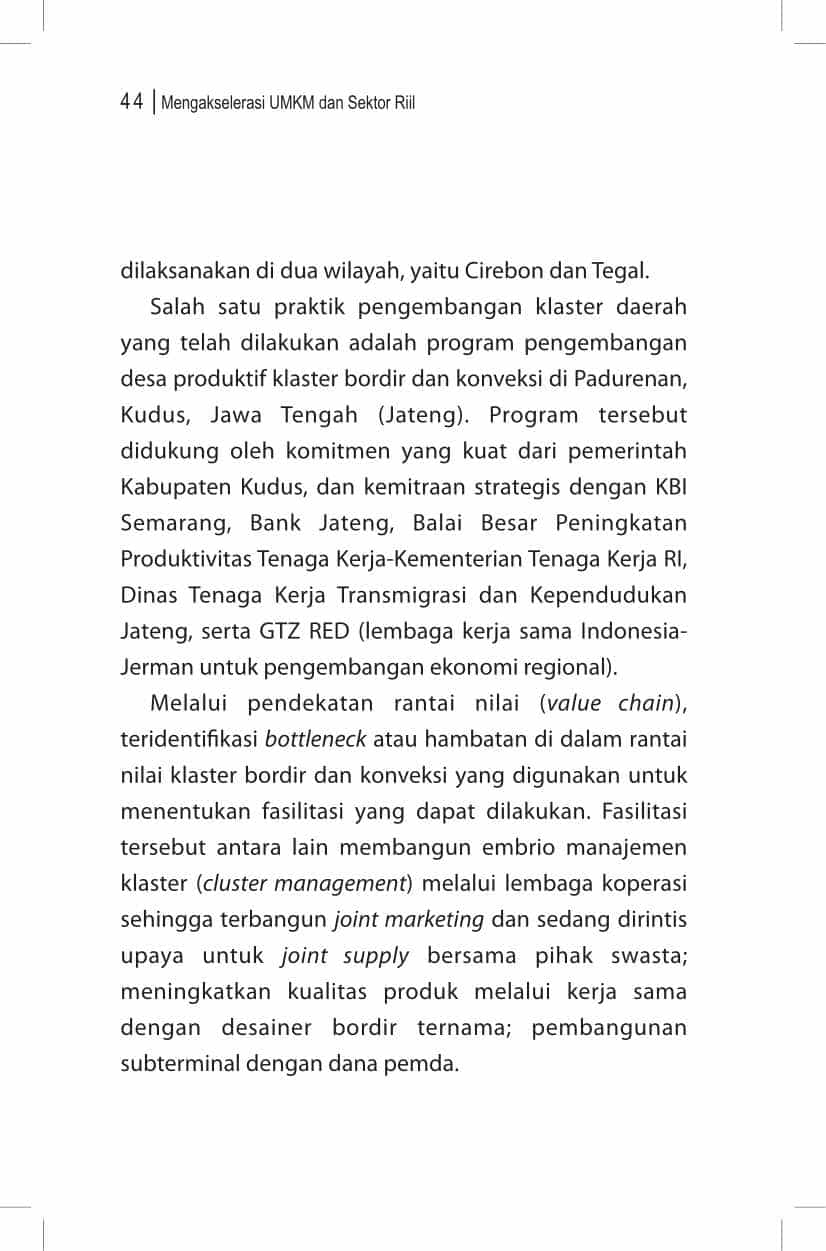 44 | Mengakselerasi UMKM dan Sektor Riil
dilaksanakan di dua wilayah, yaitu Cirebon dan Tegal.
Salah satu praktik pengembangan klaster daerah
yang telah dilakukan adalah program pengembangan
desa produktif klaster bordir dan konveksi di Padurenan,
Kudus, Jawa Tengah (Jateng). Program tersebut
didukung oleh komitmen yang kuat dari pemerintah
Kabupaten Kudus, dan kemitraan strategis dengan KBI
Semarang, Bank Jateng, Balai Besar Peningkatan
Produktivitas Tenaga Kerja-Kementerian Tenaga Kerja RI,
Dinas Tenaga Kerja Transmigrasi dan Kependudukan
Jateng, serta GTZ RED (lembaga kerja sama Indonesia-
Jerman untuk pengembangan ekonomi regional).
Melalui pendekatan rantai nilai (value chain),
teridentifikasi bottleneck atau hambatan di dalam rantai
nilai klaster bordir dan konveksi yang digunakan untuk
menentukan fasilitasi yang dapat dilakukan. Fasilitasi
tersebut antara lain membangun embrio manajemen
klaster (cluster management) melalui lembaga koperasi
sehingga terbangun joint marketing dan sedang dirintis
upaya untuk joint supply bersama pihak swasta;
meningkatkan kualitas produk melalui kerja sama
dengan desainer bordir ternama; pembangunan
subterminal dengan dana pemda.